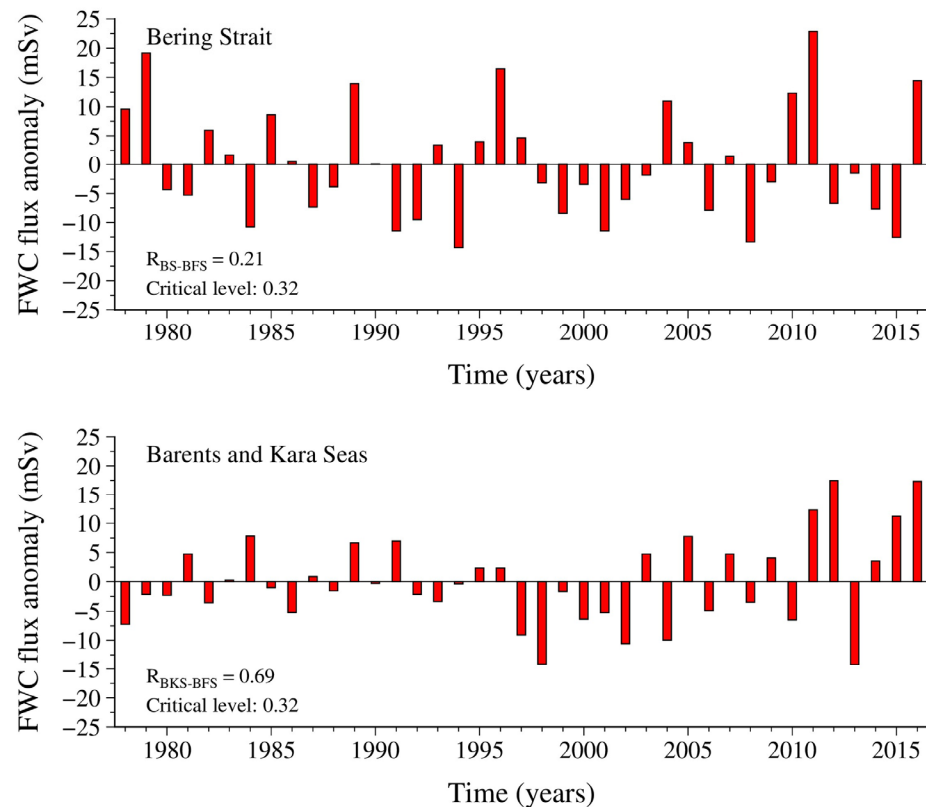 FWC flux anomaly (mSv)
25
20
15
10
5
0
−5
−10
−15
−20
−25
Bering Strait
R_BS-BFS = 0.21
Critical level: 0.32
1980 1985 1990 1995 2000 2005 2010 2015
Time (years)
FWC flux anomaly (mSv)
25
20
15
10
5
0
−5
−10
−15
−20
−25
Barents and Kara Seas
R_BKS-BFS = 0.69
Critical level: 0.32
1980 1985 1990 1995 2000 2005 2010 2015
Time (years)